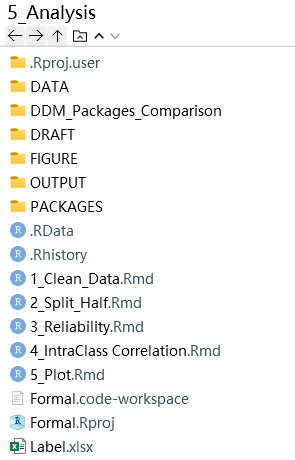 5_Analysis
.Rproj.user
DATA
DDM_Packages_Comparison
DRAFT
FIGURE
OUTPUT
PACKAGES
.RData
.Rhistory
1_Clean_Data.Rmd
2_Split_Half.Rmd
3_Reliability.Rmd
4_IntraClass Correlation.Rmd
5_Plot.Rmd
Formal.code-workspace
Formal.Rproj
Label.xlsx